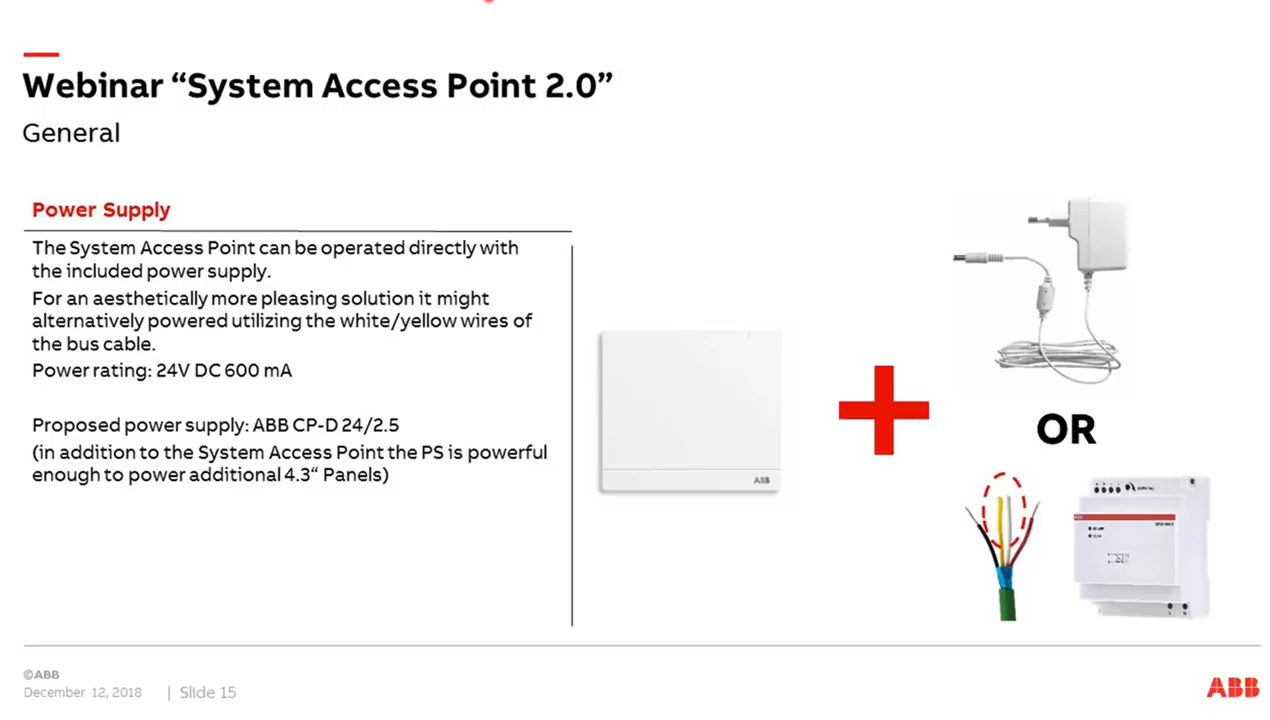 Webinar “System Access Point 2.0”
General
Power Supply
The System Access Point can be operated directly with
the included power supply.
For an aesthetically more pleasing solution it might
alternatively powered utilizing the white/yellow wires of
the bus cable.
Power rating: 24V DC 600 mA
Proposed power supply: ABB CP-D 24/2.5
(in addition to the System Access Point the PS is powerful
enough to power additional 4.3“ Panels)
ABB
OR
©ABB
December 12, 2018 | Slide 15
ABB